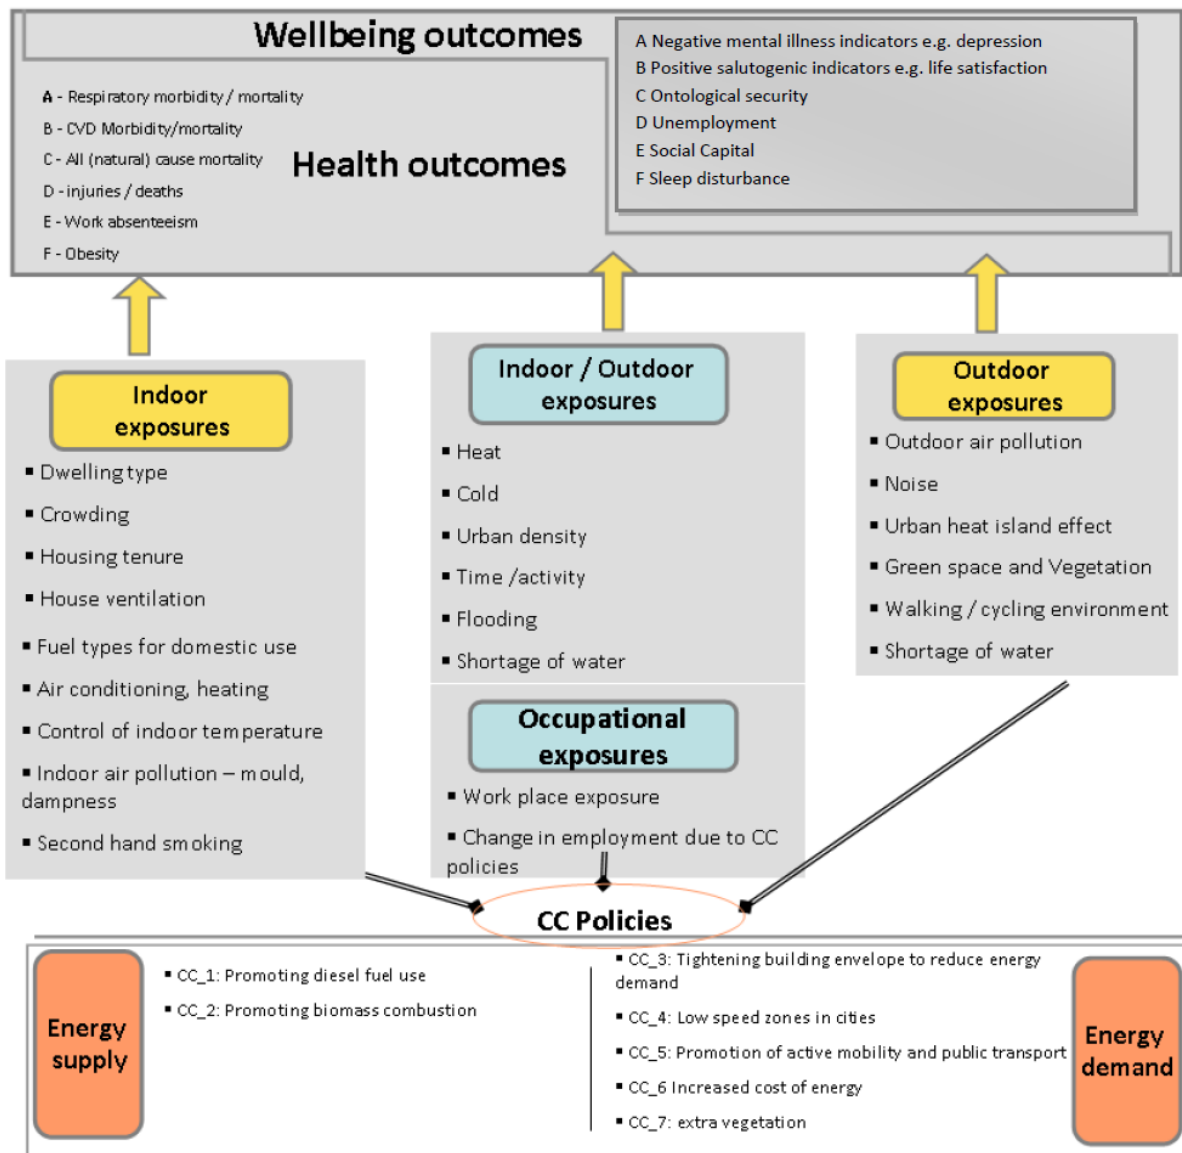 Wellbeing outcomes
A Negative mental illness indicators e.g. depression
B Positive salutogenic indicators e.g. life satisfaction
C Ontological security
D Unemployment
E Social Capital
F Sleep disturbance
A - Respiratory morbidity / mortality
B - CVD Morbidity/mortality
C - All (natural) cause mortality
D - injuries / deaths
E - Work absenteeism
F - Obesity
Health outcomes
Indoor
exposures
▪ Dwelling type
▪ Crowding
▪ Housing tenure
▪ House ventilation
▪ Fuel types for domestic use
▪ Air conditioning, heating
▪ Control of indoor temperature
▪ Indoor air pollution – mould,
dampness
▪ Second hand smoking
Indoor / Outdoor
exposures
▪ Heat
▪ Cold
▪ Urban density
▪ Time /activity
▪ Flooding
▪ Shortage of water
Occupational
exposures
▪ Work place exposure
▪ Change in employment due to CC
policies
Outdoor
exposures
▪ Outdoor air pollution
▪ Noise
▪ Urban heat island effect
▪ Green space and Vegetation
▪ Walking / cycling environment
▪ Shortage of water
CC Policies
Energy
supply
▪ CC_1: Promoting diesel fuel use
▪ CC_2: Promoting biomass combustion
▪ CC_3: Tightening building envelope to reduce energy
demand
▪ CC_4: Low speed zones in cities
▪ CC_5: Promotion of active mobility and public transport
▪ CC_6 Increased cost of energy
▪ CC_7: extra vegetation
Energy
demand